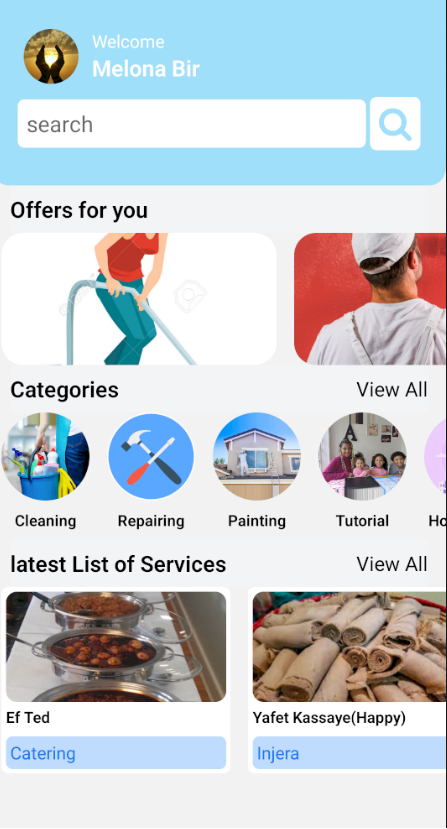 Welcome
Melona Bir
search
Offers for you
Categories
View All
Cleaning
Repairing
Painting
Tutorial
Ho
latest List of Services
View All
Ef Ted
Yafet Kassaye(Happy)
Catering
Injera